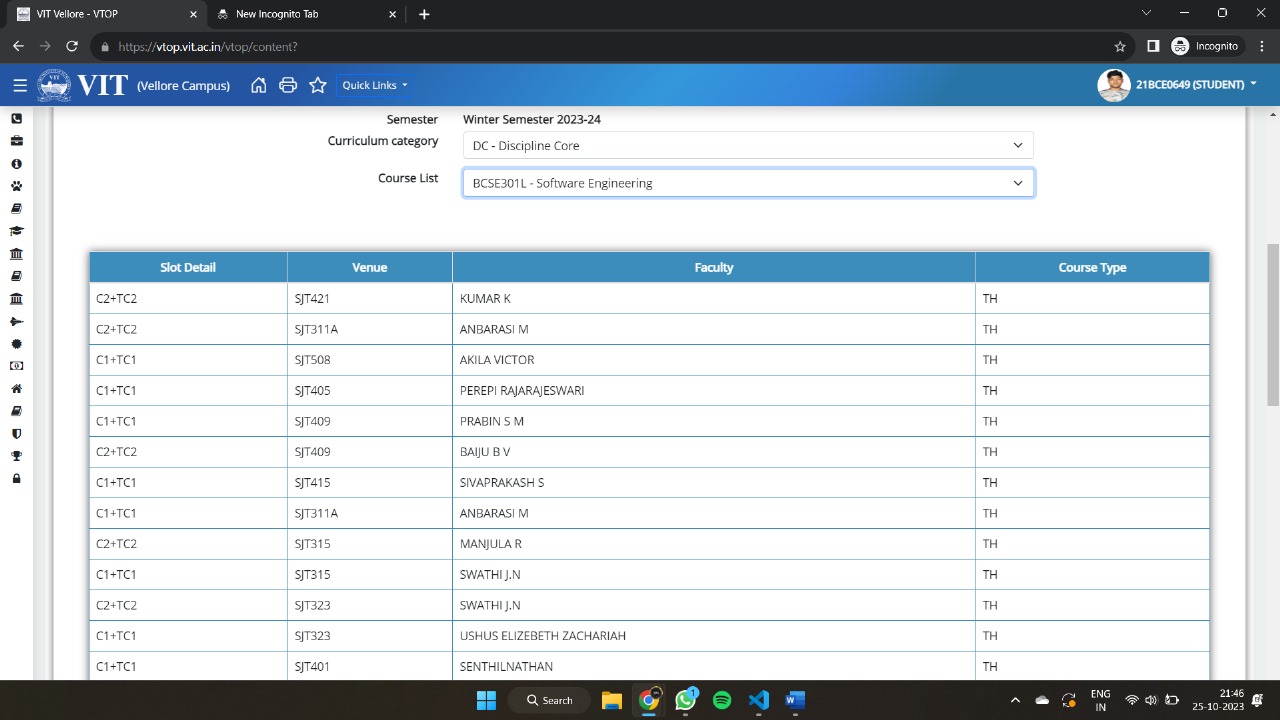 VIT Vellore - VTOP
New Incognito Tab
https://vtop.vit.ac.in/vtop/content?
Incognito
VIT (Vellore Campus) Quick Links 21BCE0649 (STUDENT)
Semester Winter Semester 2023-24
Curriculum category DC - Discipline Core
Course List BCSE301L - Software Engineering
Slot Detail Venue Faculty Course Type
C2+TC2 SJT421 KUMAR K TH
C2+TC2 SJT311A ANBARASI M TH
C1+TC1 SJT508 AKILA VICTOR TH
C1+TC1 SJT405 PEREPI RAJARAJESWARI TH
C1+TC1 SJT409 PRABIN S M TH
C2+TC2 SJT409 BAIJU B V TH
C1+TC1 SJT415 SIVAPRAKASH S TH
C1+TC1 SJT311A ANBARASI M TH
C2+TC2 SJT315 MANJULA R TH
C1+TC1 SJT315 SWATHI J.N TH
C2+TC2 SJT323 SWATHI J.N TH
C1+TC1 SJT323 USHUS ELIZEBETH ZACHARIAH TH
C1+TC1 SJT401 SENTHILNATHAN TH
Search
1
ENG
IN
21:46
25-10-2023